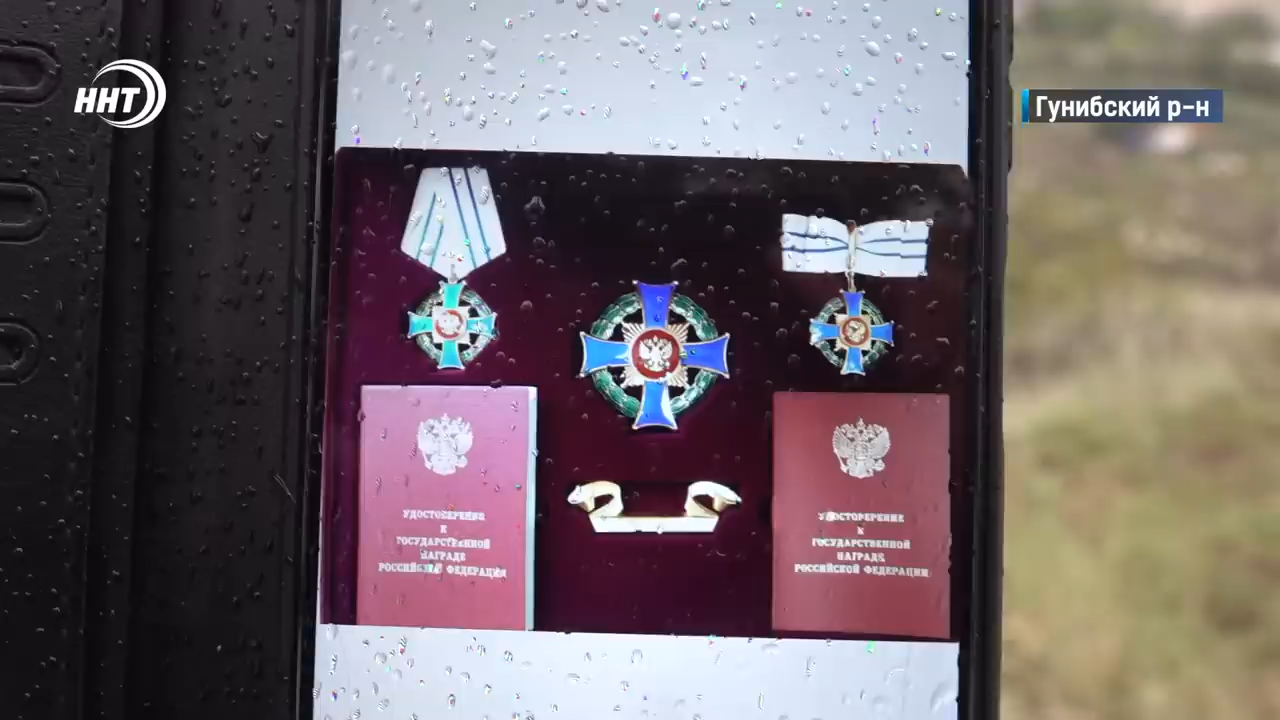 ННТ
Гунибский р-н
УДОСТОВЕРЕНИЕ
К
ГОСУДАРСТВЕННОЙ
НАГРАДЕ
РОССИЙСКОЙ ФЕДЕРАЦИИ
УДОСТОВЕРЕНИЕ
К
ГОСУДАРСТВЕННОЙ
НАГРАДЕ
РОССИЙСКОЙ ФЕДЕРАЦИИ